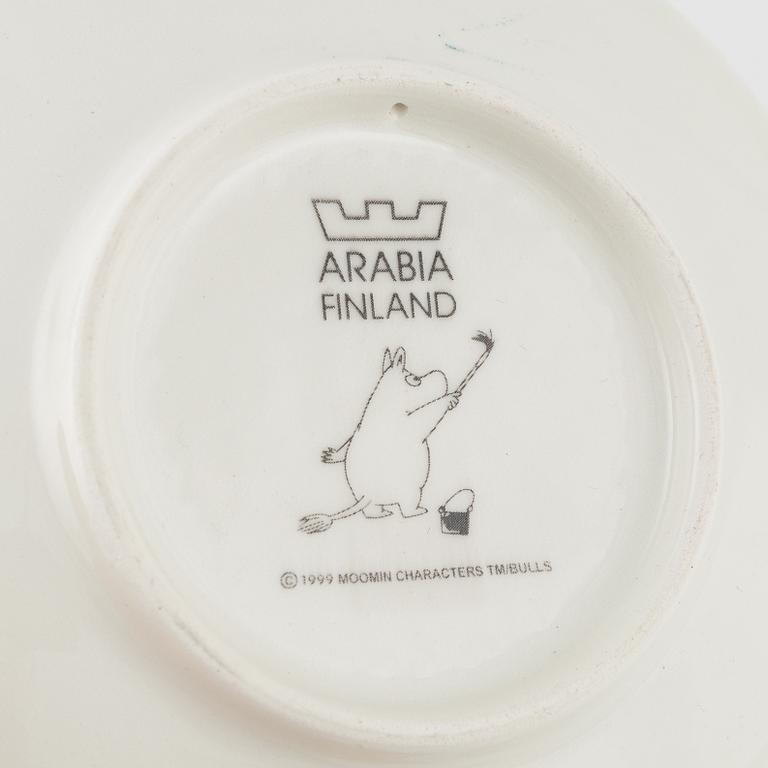 ARABIA
FINLAND
© 1999 MOOMIN CHARACTERS TM/BULLS